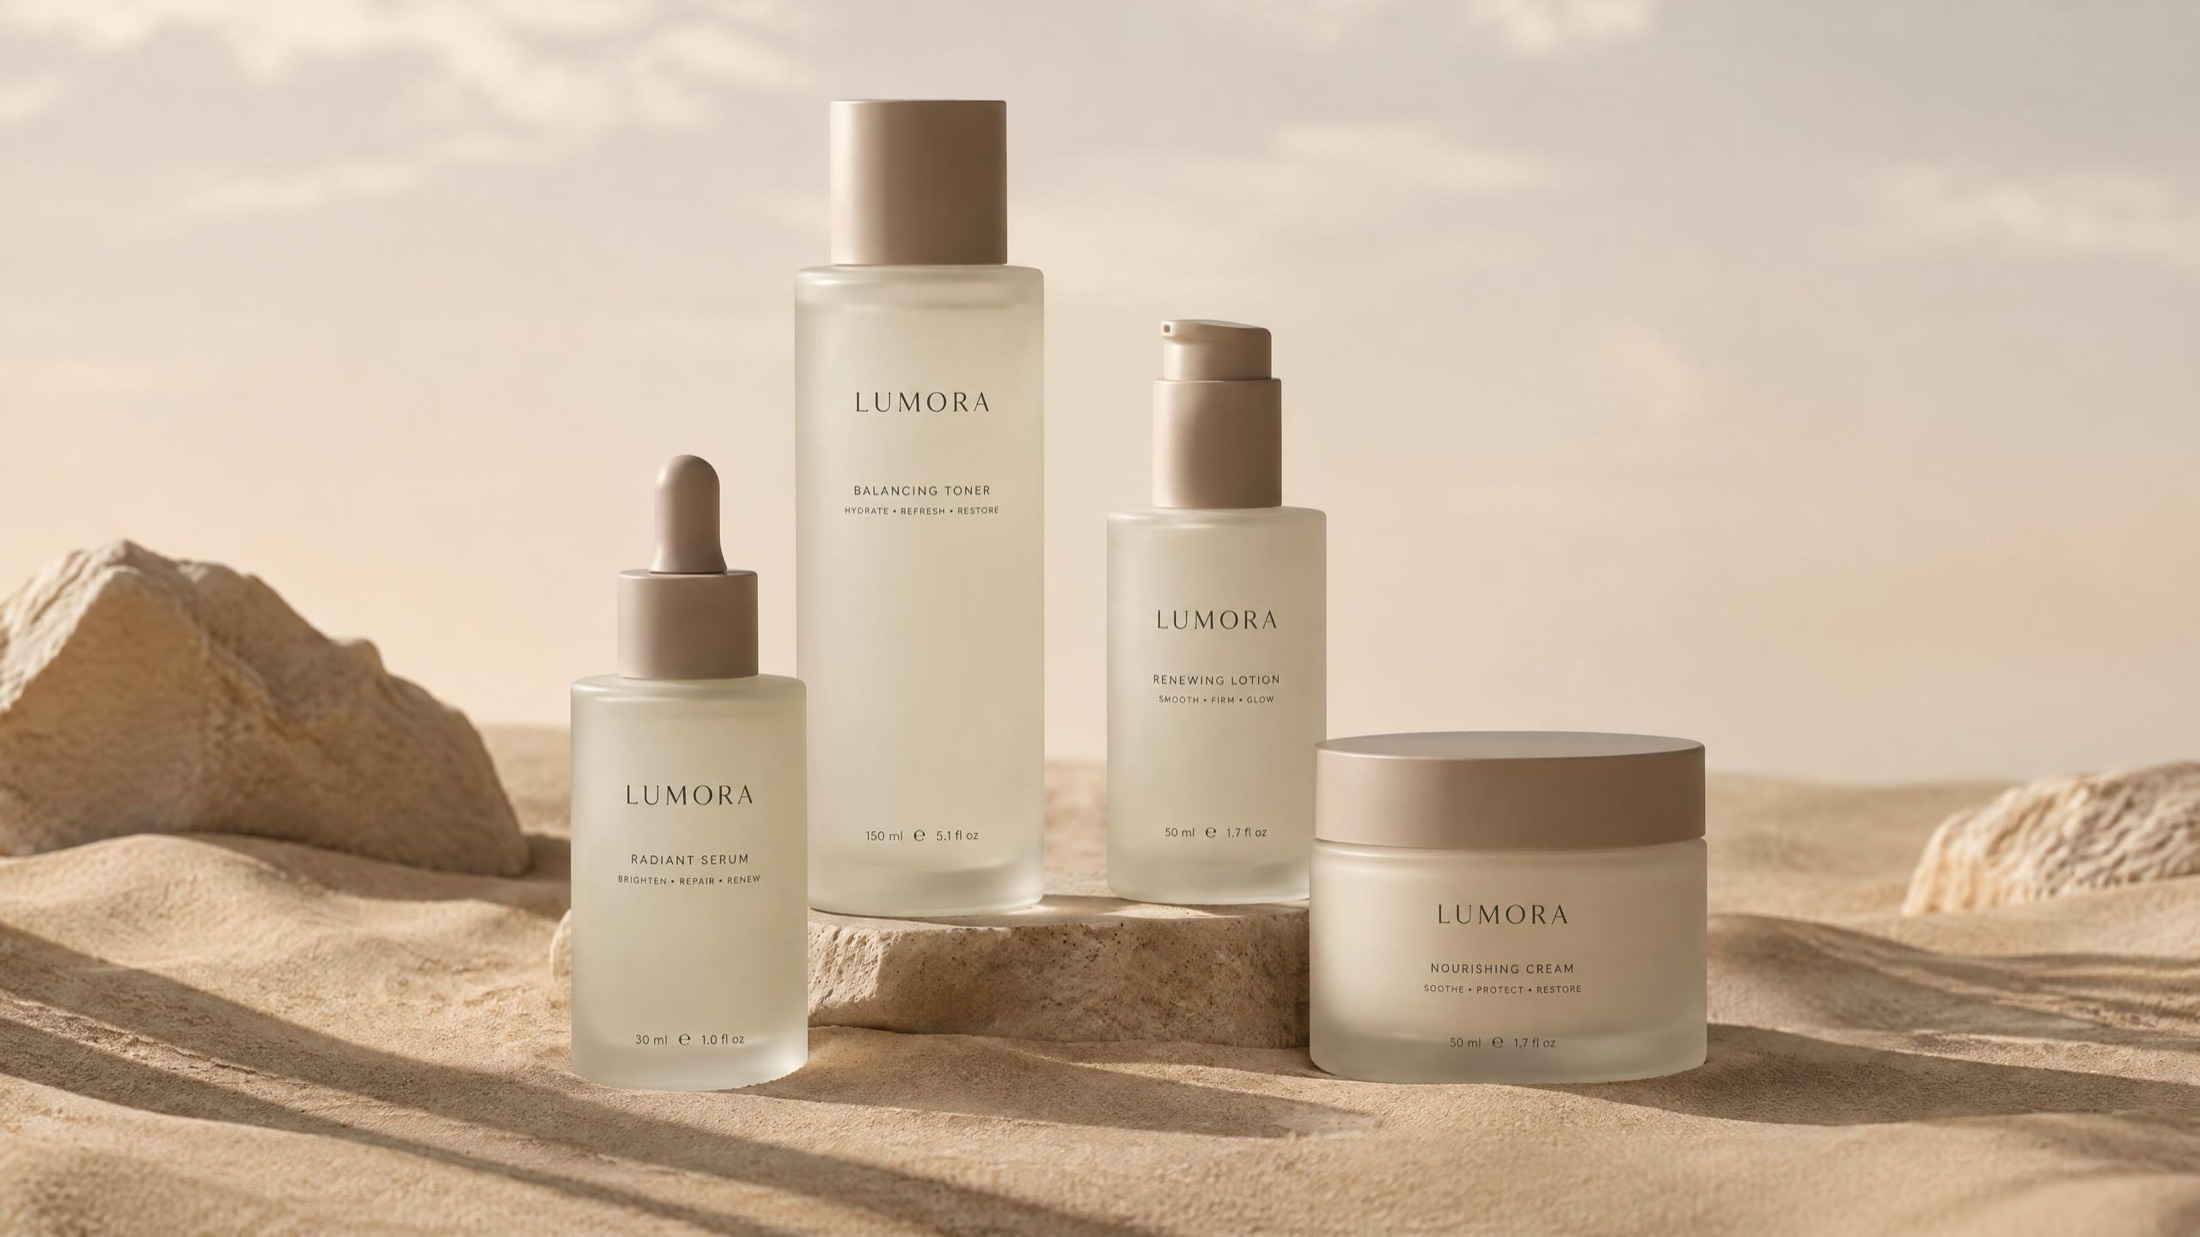 LUMORA
BALANCING TONER
HYDRATE • REFRESH • RESTORE
150 ml ℮ 5.1 fl oz
LUMORA
RENEWING LOTION
SMOOTH • FIRM • GLOW
50 ml ℮ 1.7 fl oz
LUMORA
RADIANT SERUM
BRIGHTEN • REPAIR • RENEW
30 ml ℮ 1.0 fl oz
LUMORA
NOURISHING CREAM
SOOTHE • PROTECT • RESTORE
50 ml ℮ 1.7 fl oz